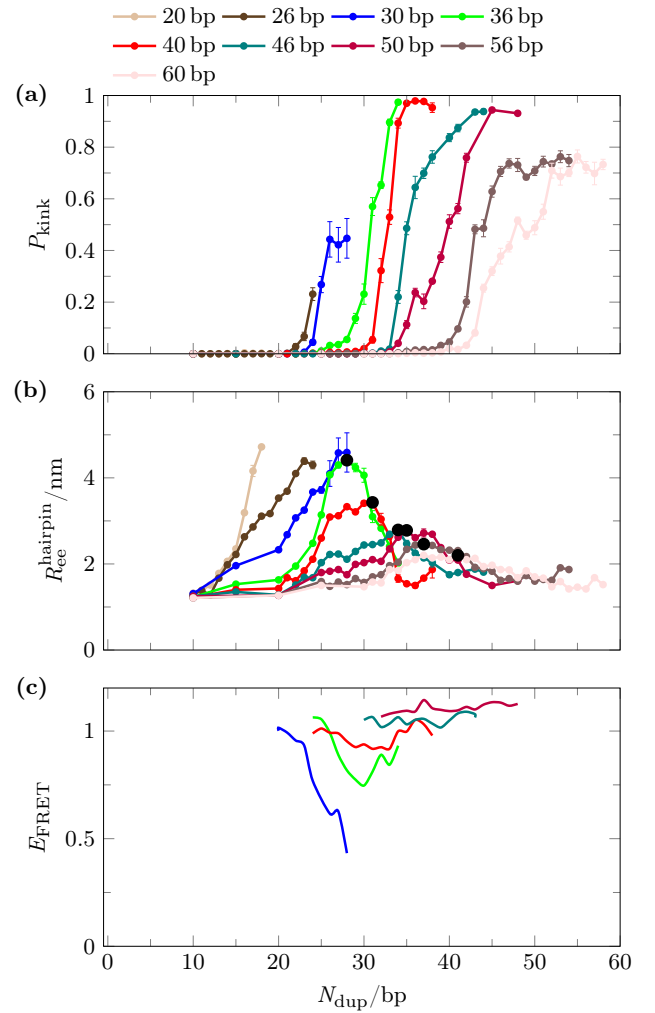 20 bp 26 bp 30 bp 36 bp
40 bp 46 bp 50 bp 56 bp
60 bp
(a)
1
0.8
0.6
0.4
0.2
0
P_kink
(b)
6
4
2
0
R_ee^hairpin/nm
(c)
1
0.5
0
E_FRET
0 10 20 30 40 50 60
N_dup/bp